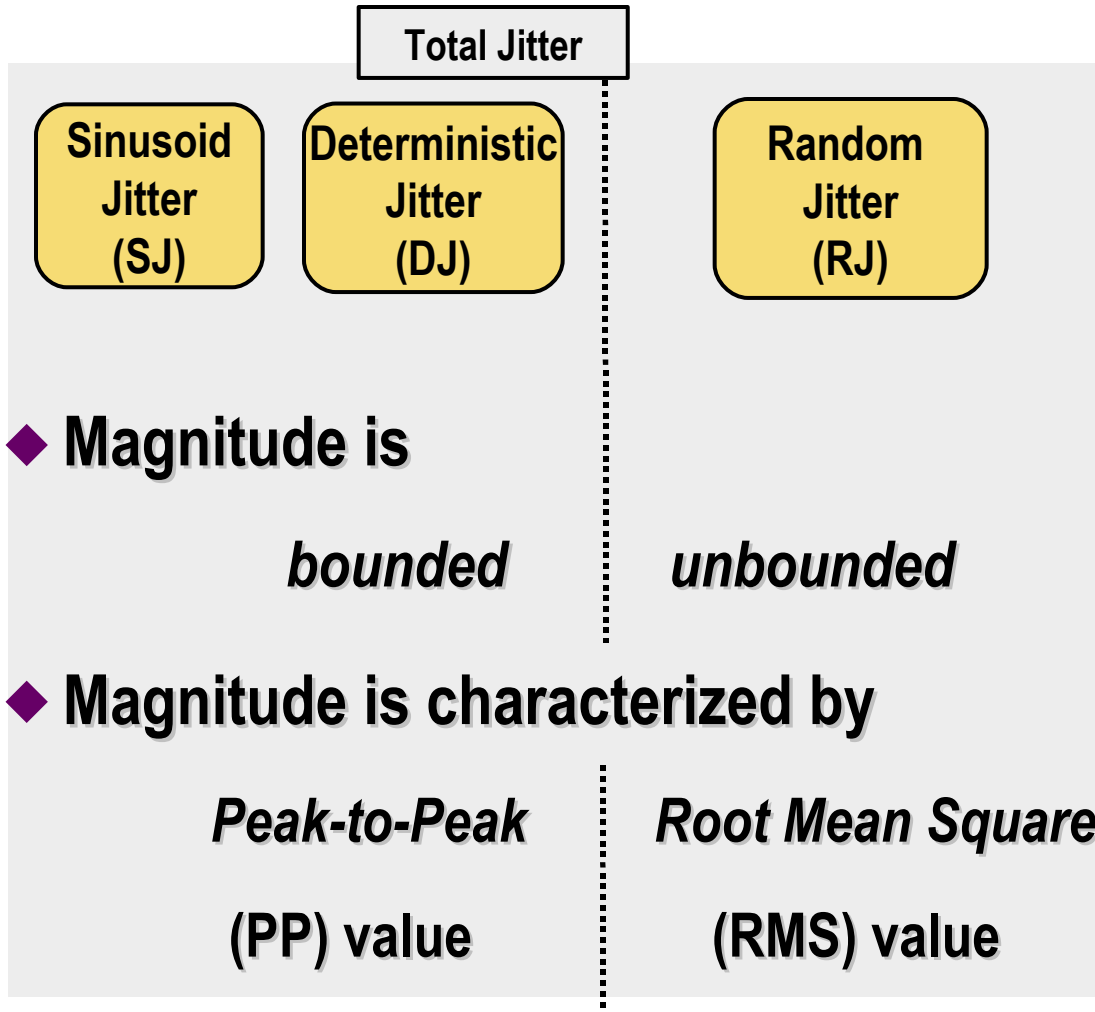 Total Jitter
Sinusoid
Jitter
(SJ)
Deterministic
Jitter
(DJ)
Random
Jitter
(RJ)
Magnitude is
bounded
unbounded
Magnitude is characterized by
Peak-to-Peak
(PP) value
Root Mean Square
(RMS) value